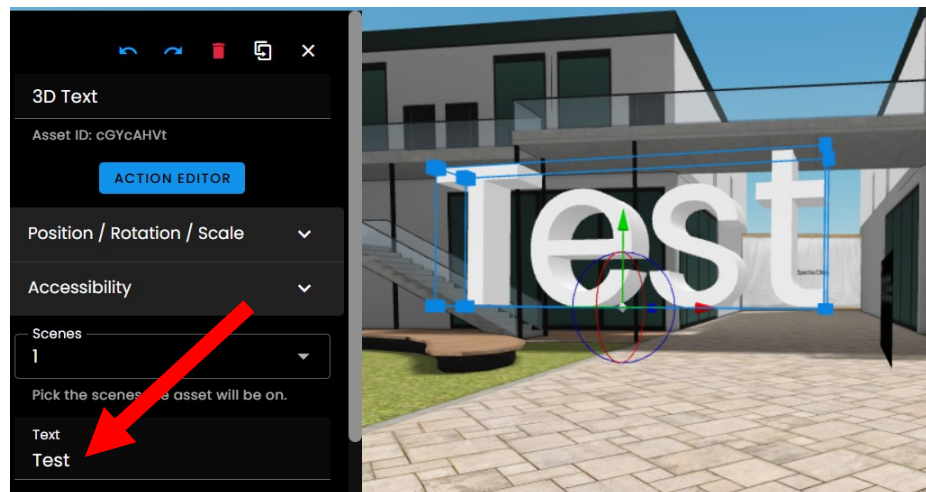 3D Text
Asset ID: cGYcAHVt
ACTION EDITOR
Position / Rotation / Scale
Accessibility
Scenes
1
Pick the scenes
asset will be on.
Text
Test
Test